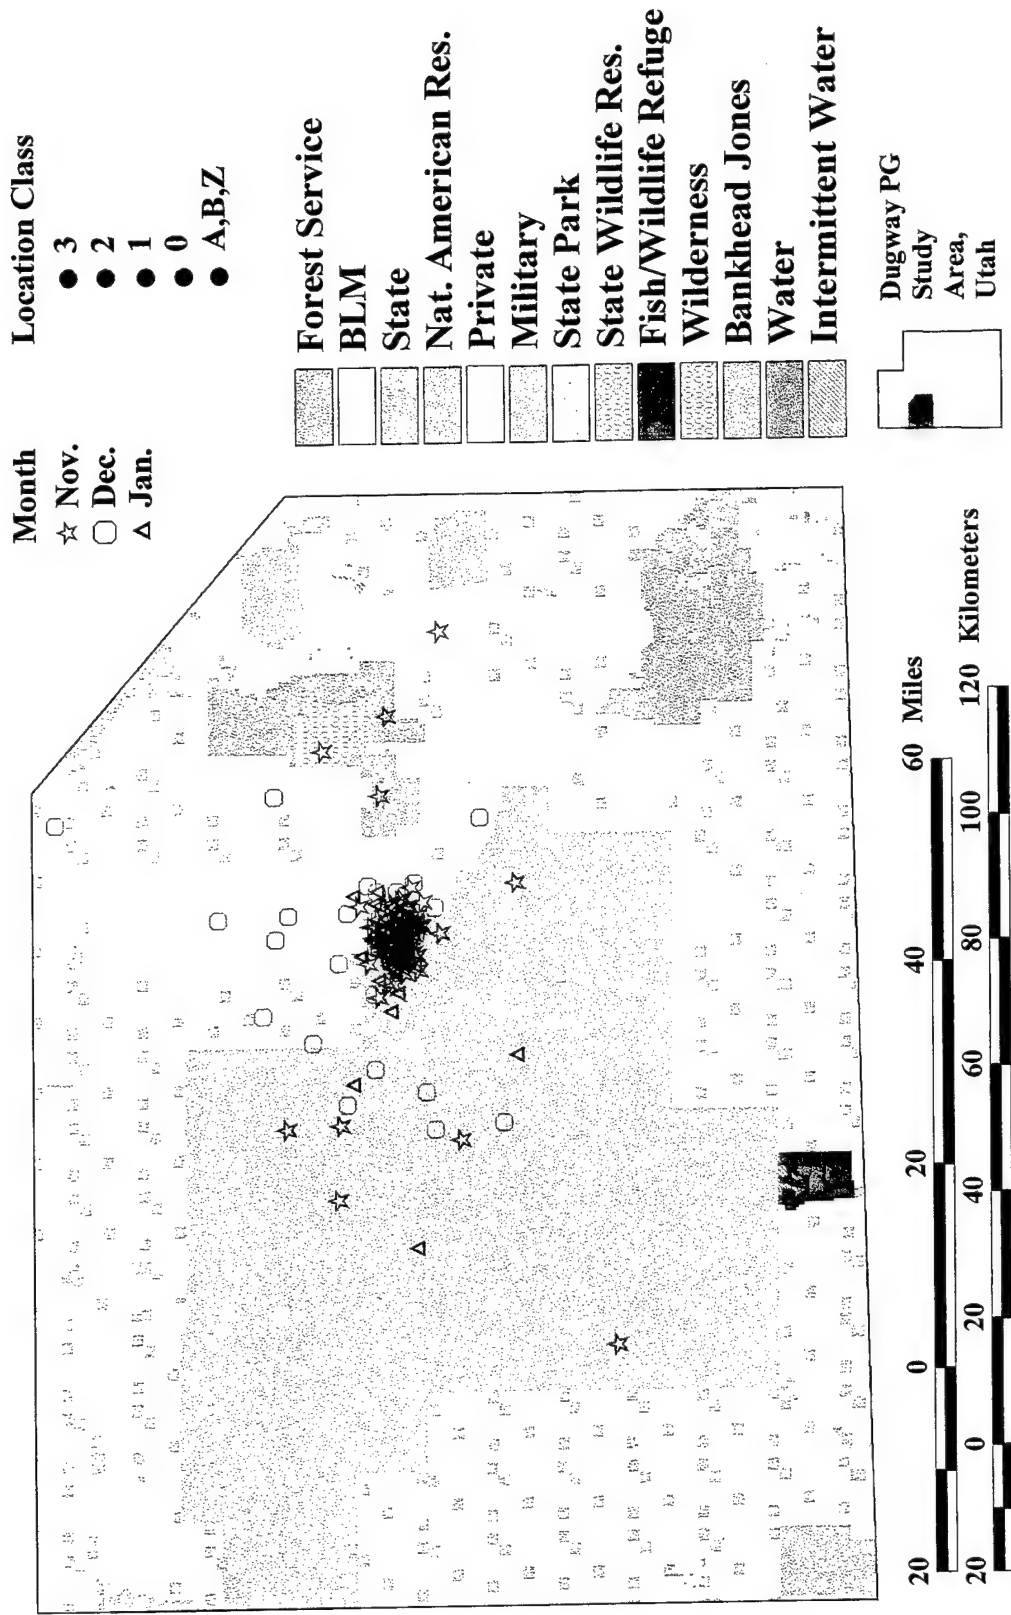 Month
Nov.
Dec.
Jan.
Location Class
3
2
1
0
A,B,Z
Forest Service
BLM
State
Nat. American Res.
Private
Military
State Park
State Wildlife Res.
Fish/Wildlife Refuge
Wilderness
Bankhead Jones
Water
Intermittent Water
Dugway PG
Study
Area,
Utah
20 0 20 40 60 Miles
20 0 20 40 60 80 100 120 Kilometers